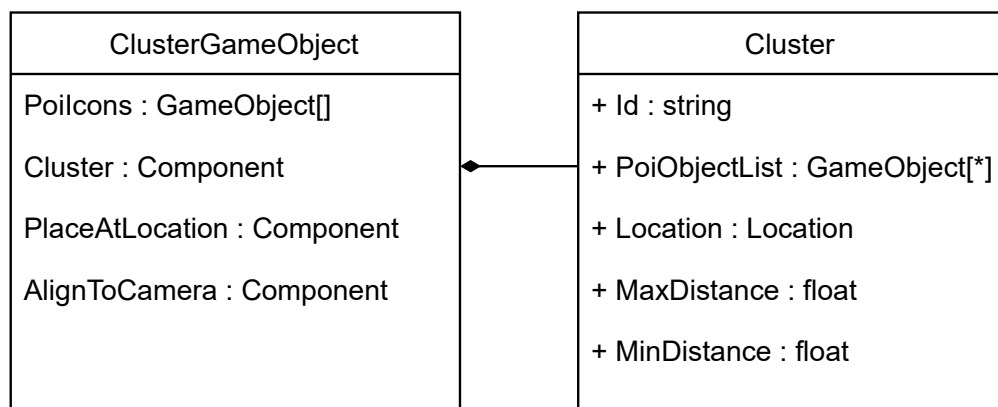 ClusterGameObject
PoiIcons : GameObject[]
Cluster : Component
PlaceAtLocation : Component
AlignToCamera : Component
Cluster
+ Id : string
+ PoiObjectList : GameObject[*]
+ Location : Location
+ MaxDistance : float
+ MinDistance : float